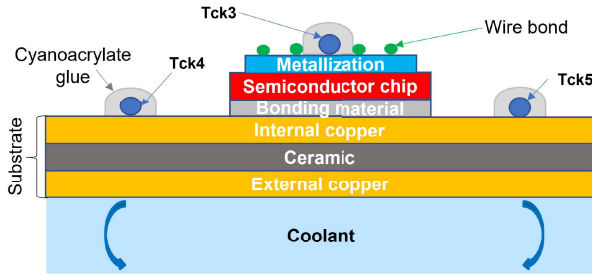 Tck3
Wire bond
Cyanoacrylate
glue
Tck4
Metallization
Tck5
Semiconductor chip
Bonding material
Internal copper
Substrate
Ceramic
External copper
Coolant